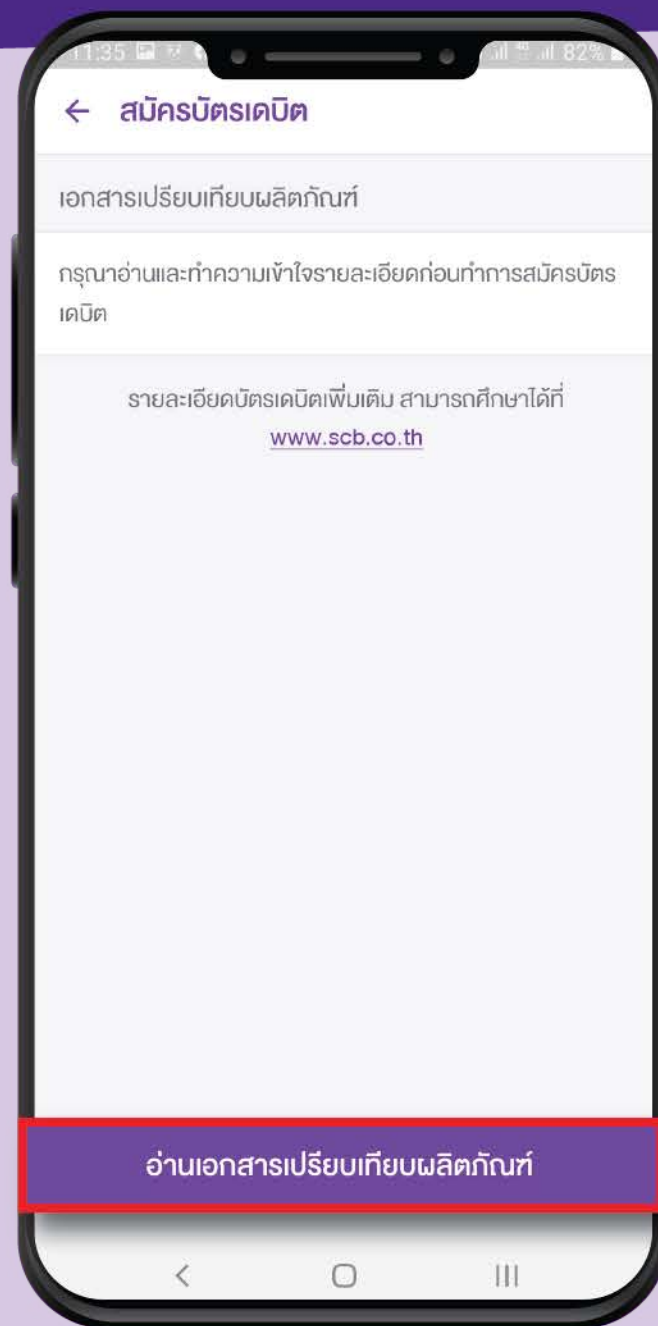 11:35 4G 82%
← สมัครบัตรเดบิต
เอกสารเปรียบเทียบผลิตภัณฑ์
กรุณาอ่านและทำความเข้าใจรายละเอียดก่อนทำการสมัครบัตร
เดบิต
รายละเอียดบัตรเดบิตเพิ่มเติม สามารถศึกษาได้ที่
www.scb.co.th
อ่านเอกสารเปรียบเทียบผลิตภัณฑ์